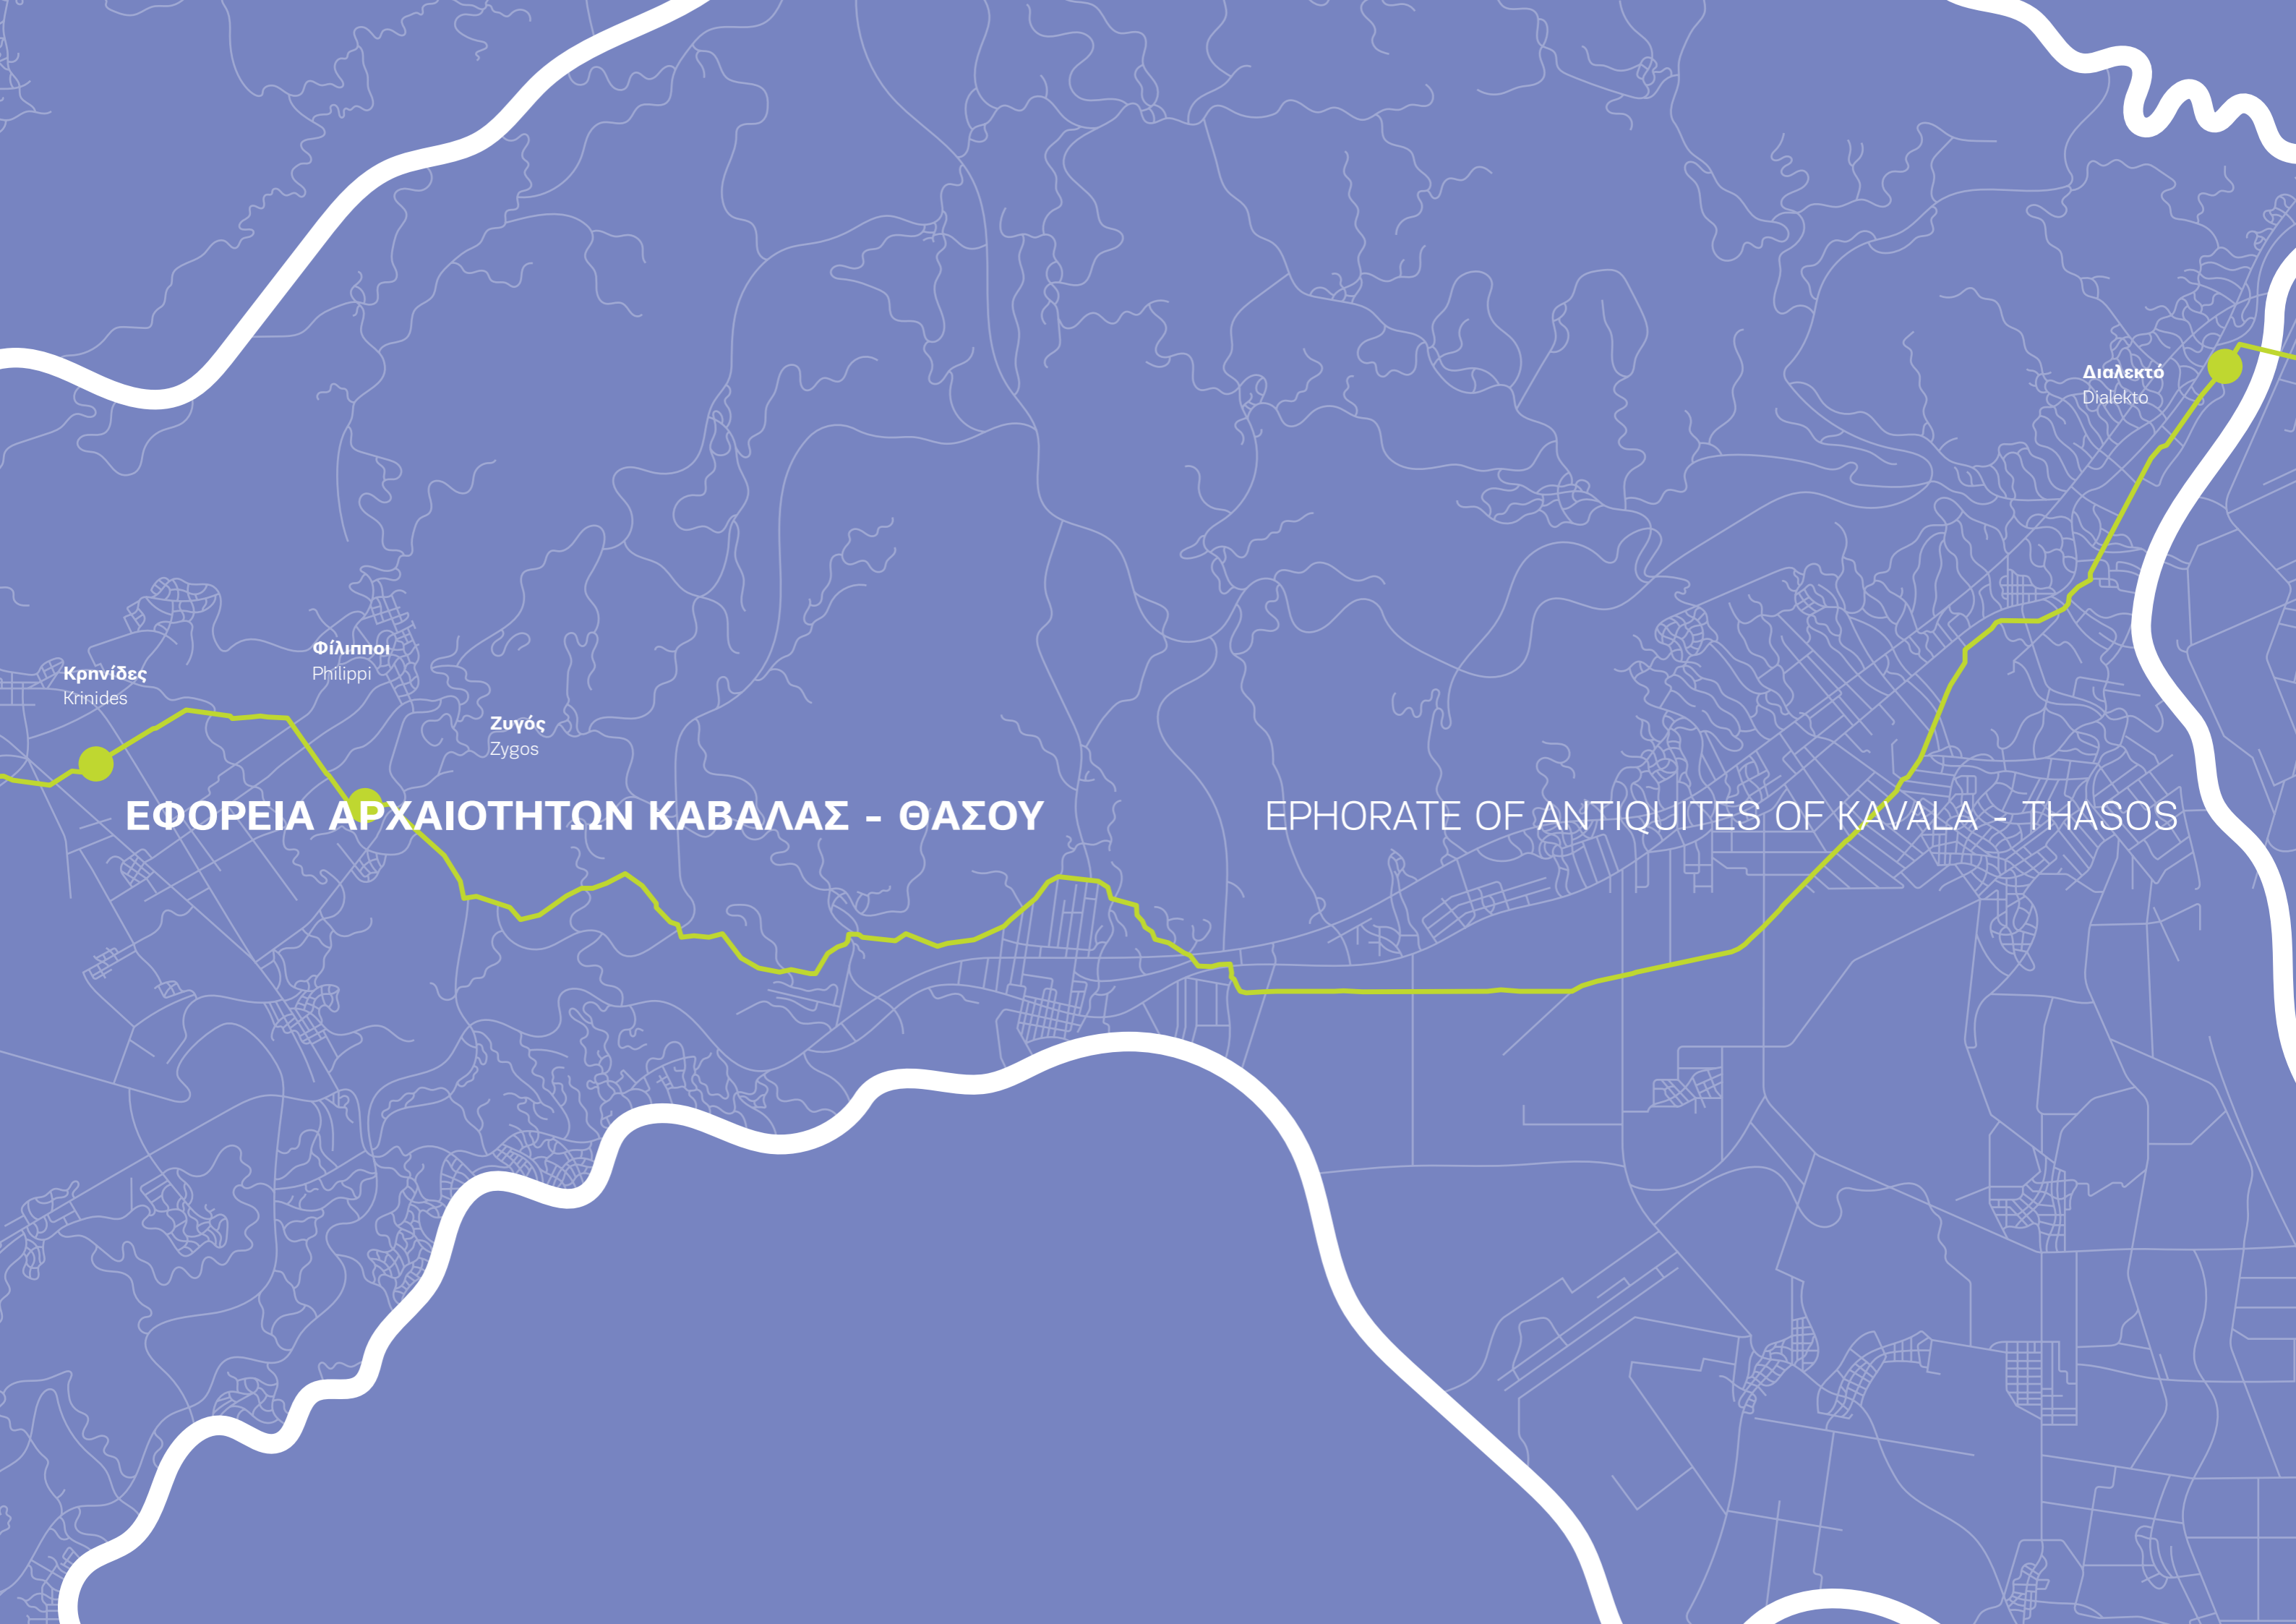 Διαλεκτό
Dialekto
Φίλιπποι
Philippi
Κρηνίδες
Krinides
Ζυγός
Zygos
ΕΦΟΡΕΙΑ ΑΡΧΑΙΟΤΗΤΩΝ ΚΑΒΑΛΑΣ - ΘΑΣΟΥ
EPHORATE OF ANTIQUITES OF KAVALA - THASOS